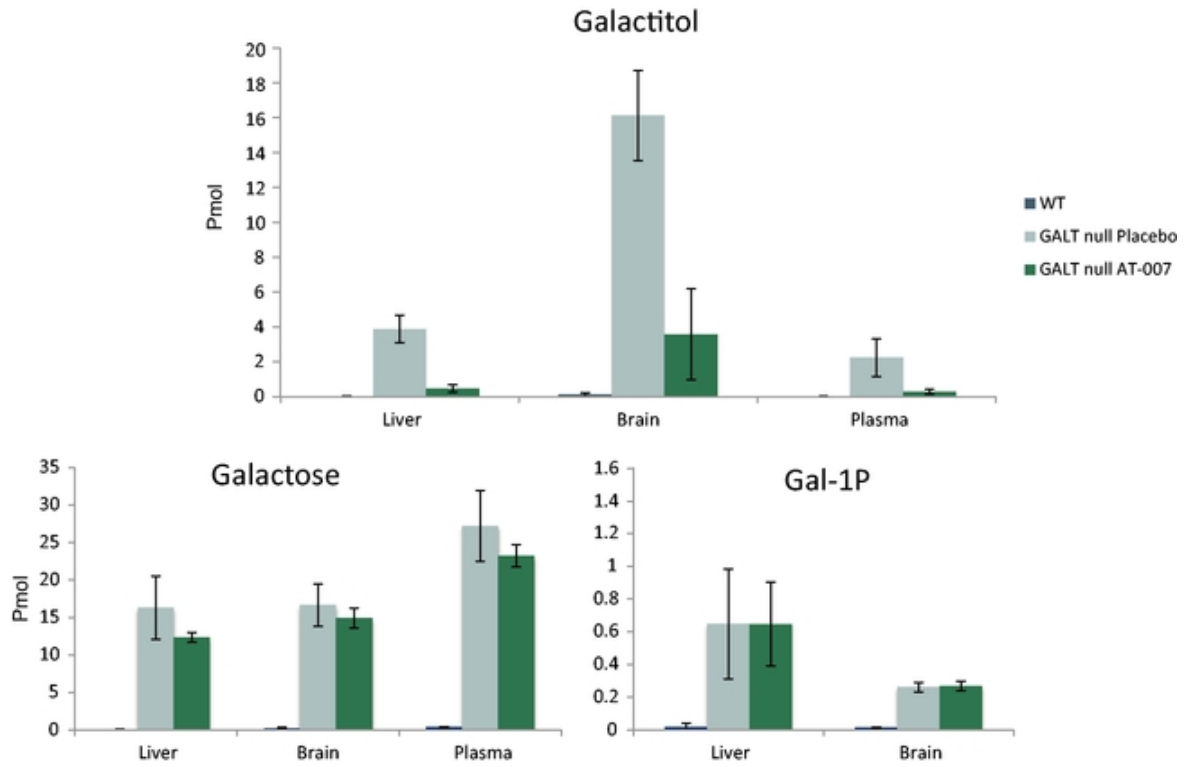 Galactitol
20
18
16
14
12
10
8
6
4
2
0
Pmol
Liver Brain Plasma
WT
GALT null Placebo
GALT null AT-007
Galactose
35
30
25
20
15
10
5
0
Pmol
Liver Brain Plasma
Gal-1P
1.6
1.4
1.2
1
0.8
0.6
0.4
0.2
0
Liver Brain